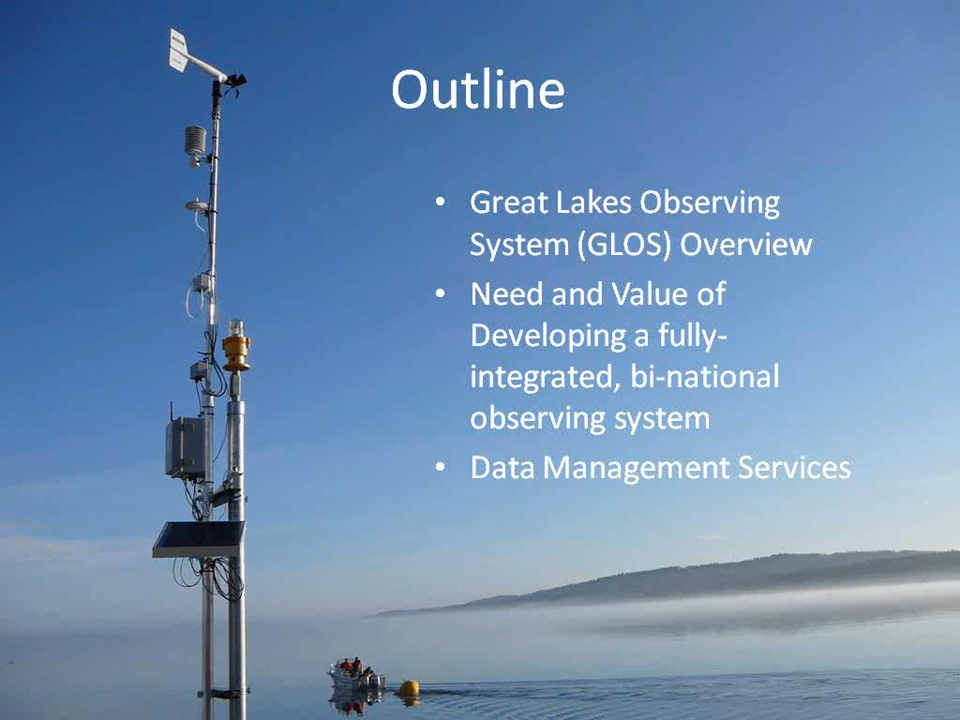 Outline
• Great Lakes Observing
System (GLOS) Overview
• Need and Value of
Developing a fully-
integrated, bi-national
observing system
• Data Management Services